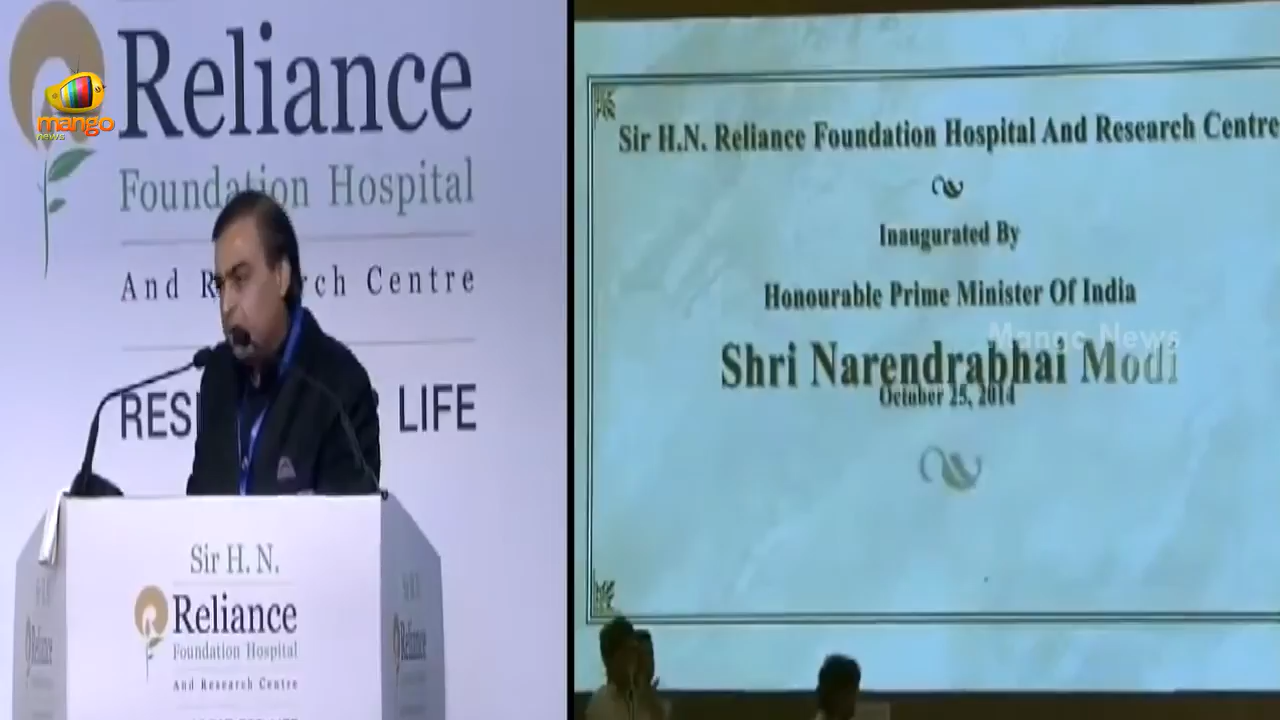 Reliance
Foundation Hospital
And R rch Centre
RES LIFE
mango
news
Sir H. N.
Reliance
Foundation Hospital
And Research Centre
Reliance
Sir H.N. Reliance Foundation Hospital And Research Centre
Inaugurated By
Honourable Prime Minister Of India
Mango News
Shri Narendrabhai Modi
October 25, 2014